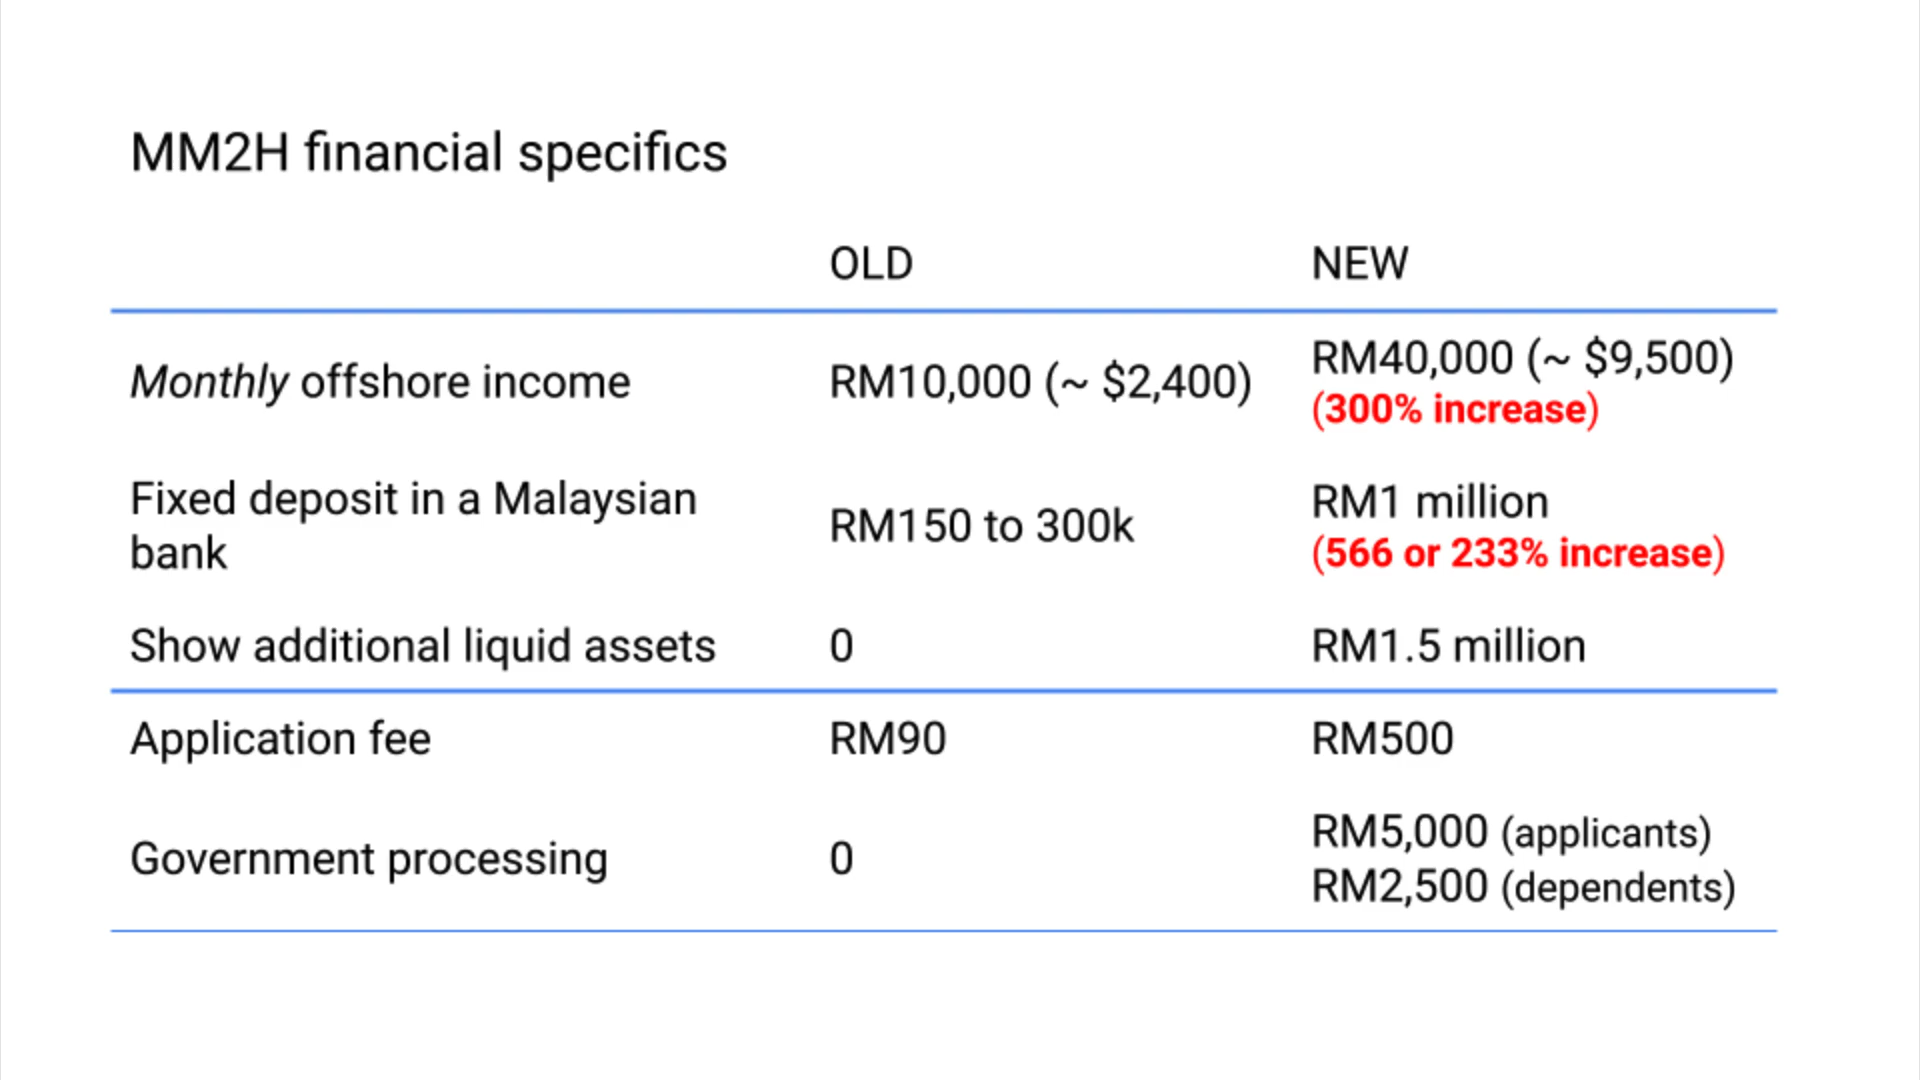 MM2H financial specifics
OLD NEW
Monthly offshore income RM10,000 (~ $2,400) RM40,000 (~ $9,500)
(300% increase)
Fixed deposit in a Malaysian
bank RM150 to 300k RM1 million
(566 or 233% increase)
Show additional liquid assets 0 RM1.5 million
Application fee RM90 RM500
Government processing 0 RM5,000 (applicants)
RM2,500 (dependents)